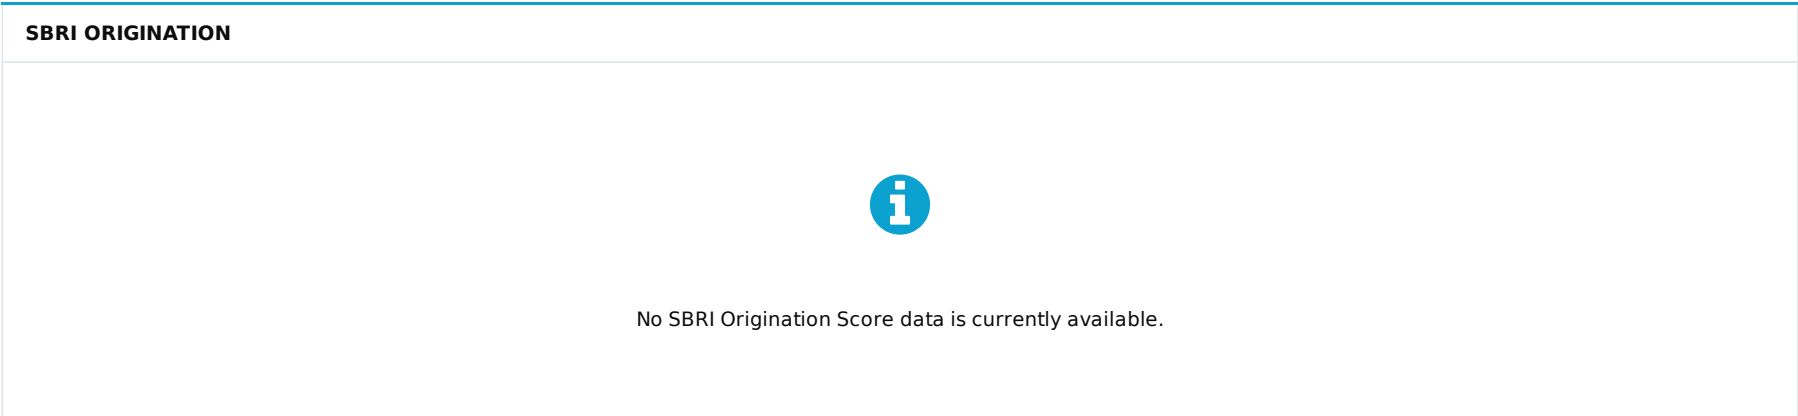 SBRI ORIGINATION
No SBRI Origination Score data is currently available.